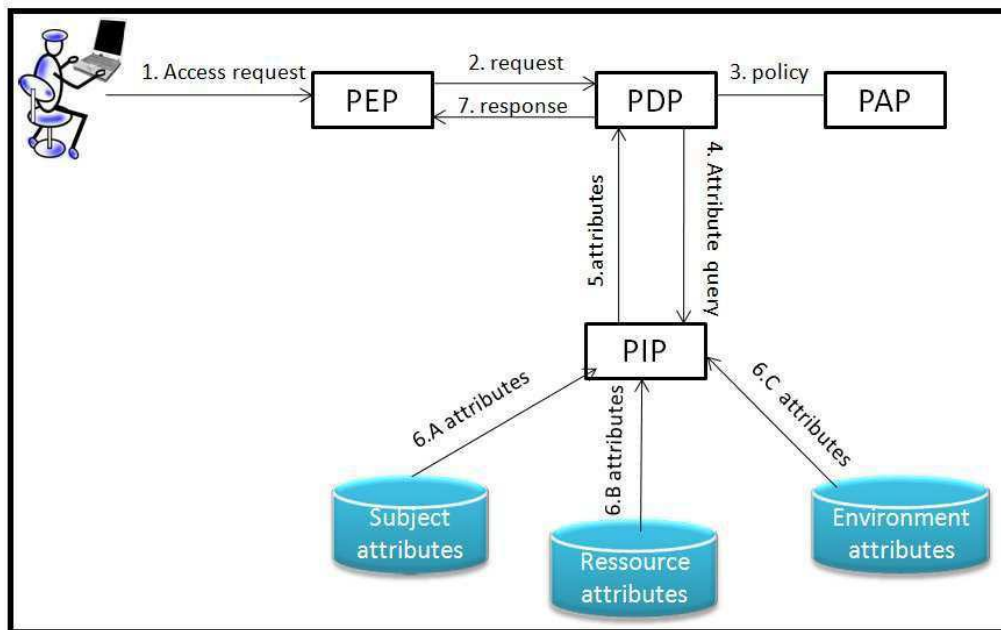 1. Access request
PEP
2. request
7. response
PDP
3. policy
PAP
5.attributes
4. Attribute query
PIP
6.A attributes
6.B attributes
6.C attributes
Subject
attributes
Ressource
attributes
Environment
attributes